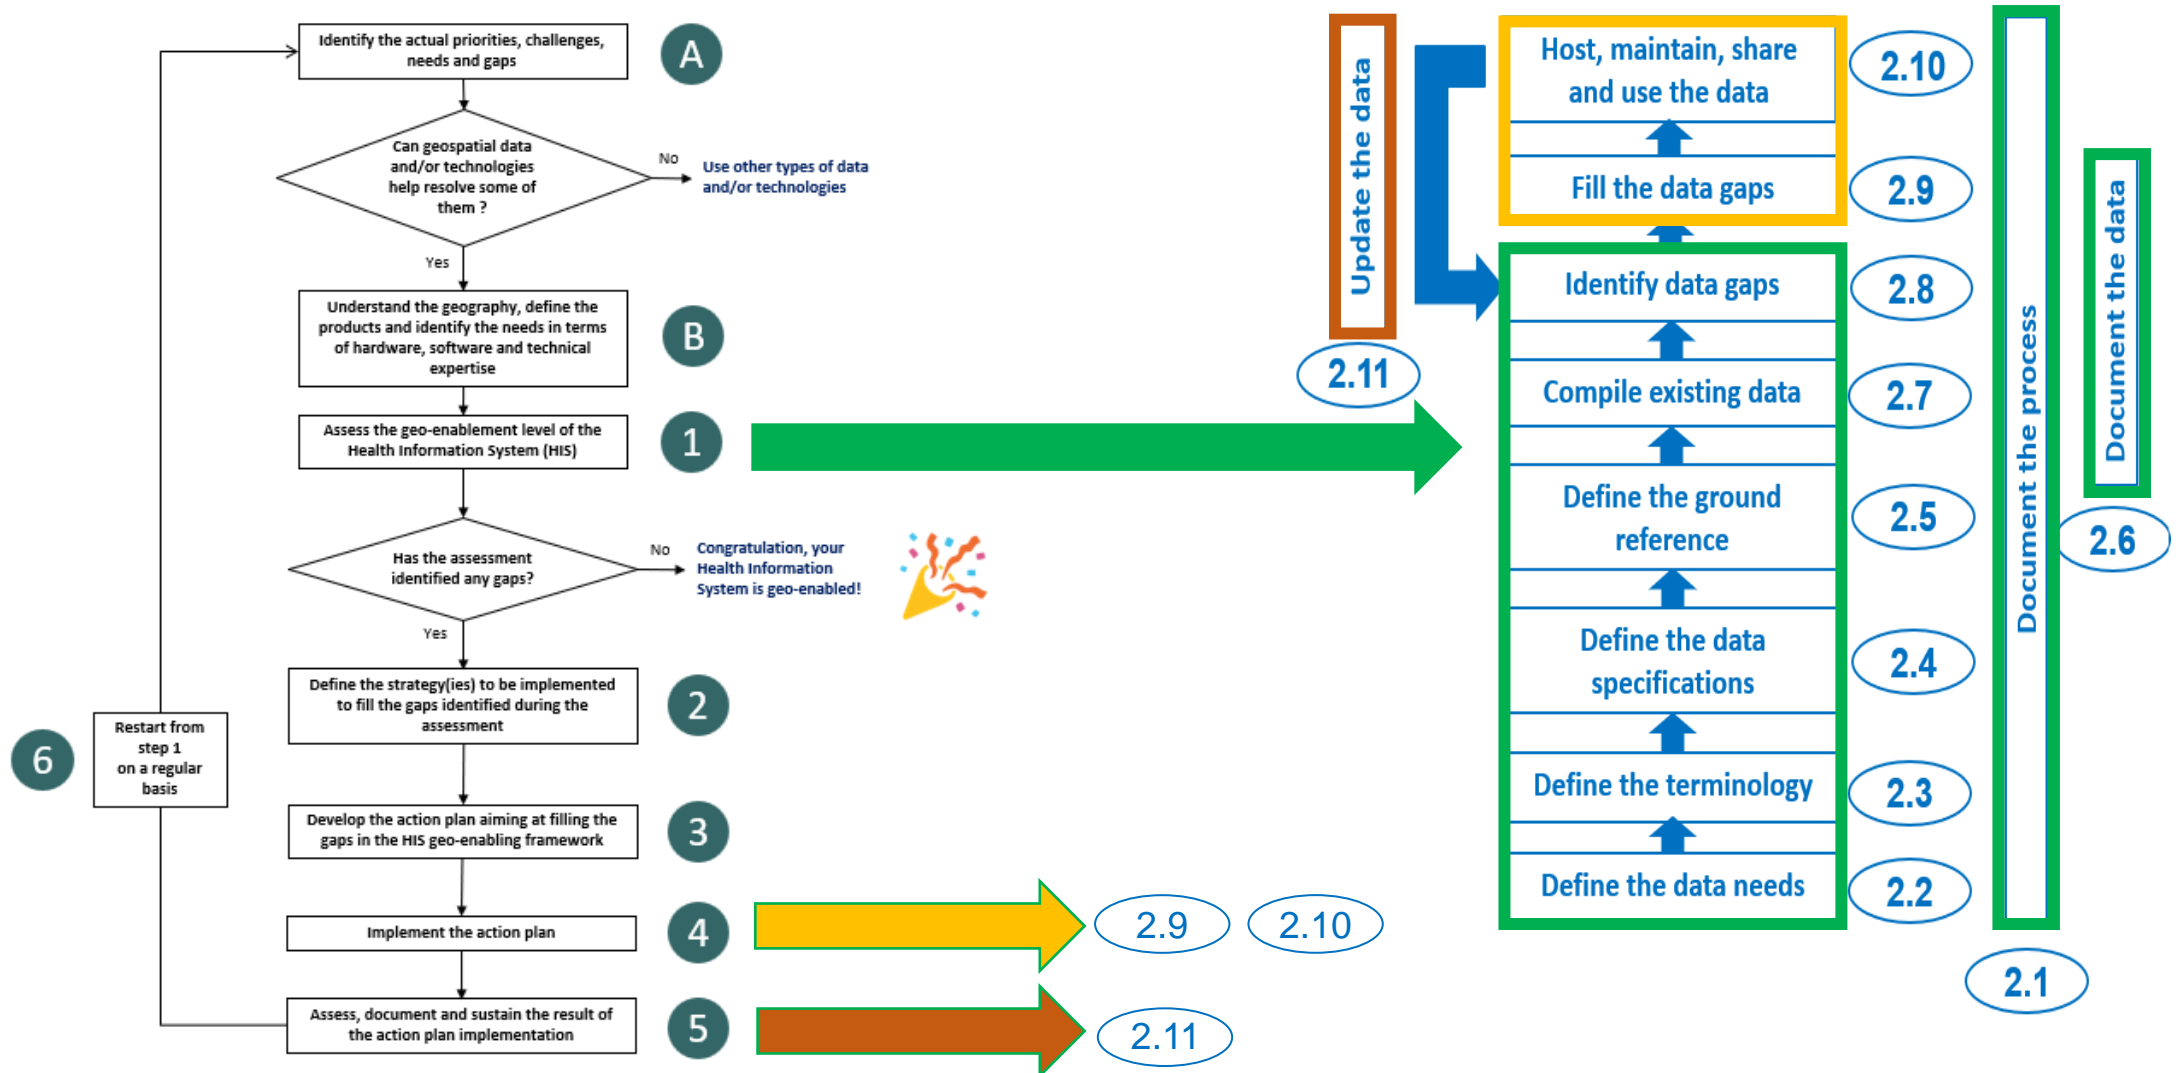 Identify the actual priorities, challenges,
needs and gaps
A
Can geospatial data
and/or technologies
help resolve some of
them ?
No
Use other types of data
and/or technologies
Yes
Understand the geography, define the
products and identify the needs in terms
of hardware, software and technical
expertise
B
Assess the geo-enablement level of the
Health Information System (HIS)
1
Has the assessment
identified any gaps?
No
Congratulation, your
Health Information
System is geo-enabled!
Yes
Define the strategy(ies) to be implemented
to fill the gaps identified during the
assessment
2
Restart from
step 1
on a regular
basis
6
Develop the action plan aiming at filling the
gaps in the HIS geo-enabling framework
3
Implement the action plan
4
2.9
2.10
Assess, document and sustain the result of
the action plan implementation
5
2.11
Update the data
2.11
Host, maintain, share
and use the data
2.10
Fill the data gaps
2.9
Identify data gaps
2.8
Compile existing data
2.7
Define the ground
reference
2.5
Define the data
specifications
2.4
Define the terminology
2.3
Define the data needs
2.2
Document the process
2.1
Document the data
2.6